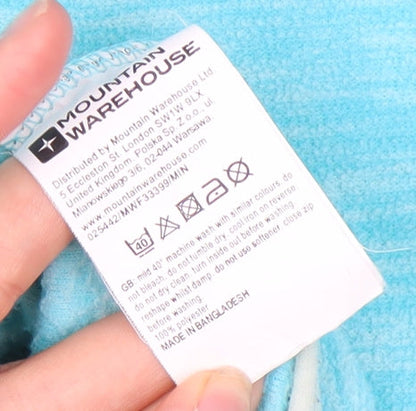 MOUNTAIN
WAREHOUSE
Distributed by Mountain Warehouse Ltd
5 Eccleston St. London SW1W 9LX
United Kingdom. Polska Sp. Z o.o., ul.
Mianowskiego 3/6, 02-044 Warsawa
www.mountainwarehouse.com
025442/MKF33399/MIN
40
GB: mild 40° machine wash with similar colours. do
not bleach. do not tumble dry. cool iron on reverse.
do not dry clean. turn inside out before washing.
reshape whilst damp. do not use softener. close zip
before washing.
100% polyester
MADE IN BANGLADESH